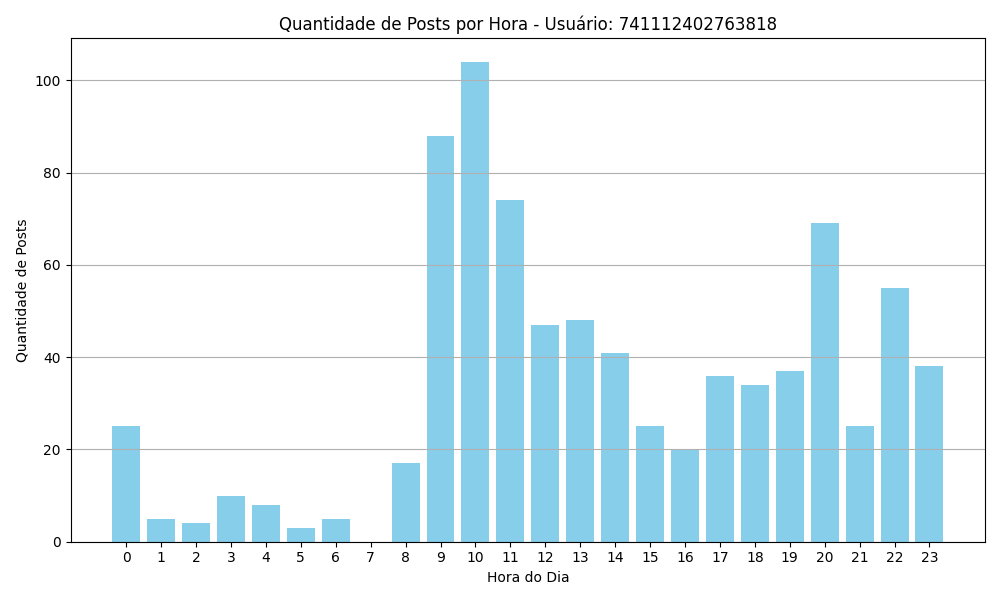 Quantidade de Posts por Hora - Usuário: 741112402763818
Quantidade de Posts
100
80
60
40
20
0
0 1 2 3 4 5 6 7 8 9 10 11 12 13 14 15 16 17 18 19 20 21 22 23
Hora do Dia